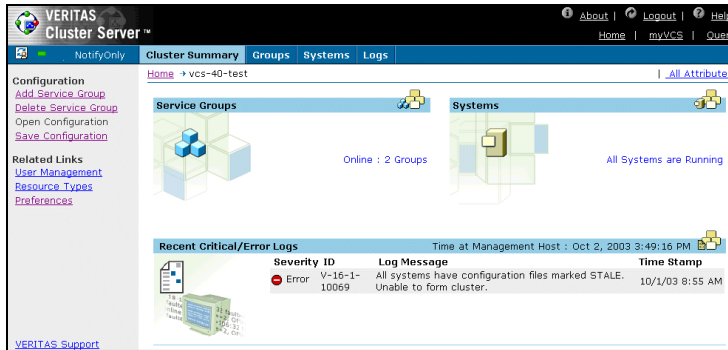 VERITAS
Cluster Server ™
About | Logout | Help
Home | myVCS | Quer
NotifyOnly
Cluster Summary Groups Systems Logs
Configuration
Add Service Group
Delete Service Group
Open Configuration
Save Configuration
Related Links
User Management
Resource Types
Preferences
VERITAS Support
Home → vcs-40-test
| All Attribute
Service Groups
Online : 2 Groups
Systems
All Systems are Running
Recent Critical/Error Logs
Time at Management Host : Oct 2, 2003 3:49:16 PM
Severity ID Log Message Time Stamp
Error V-16-1-10069 All systems have configuration files marked STALE. Unable to form cluster. 10/1/03 8:55 AM